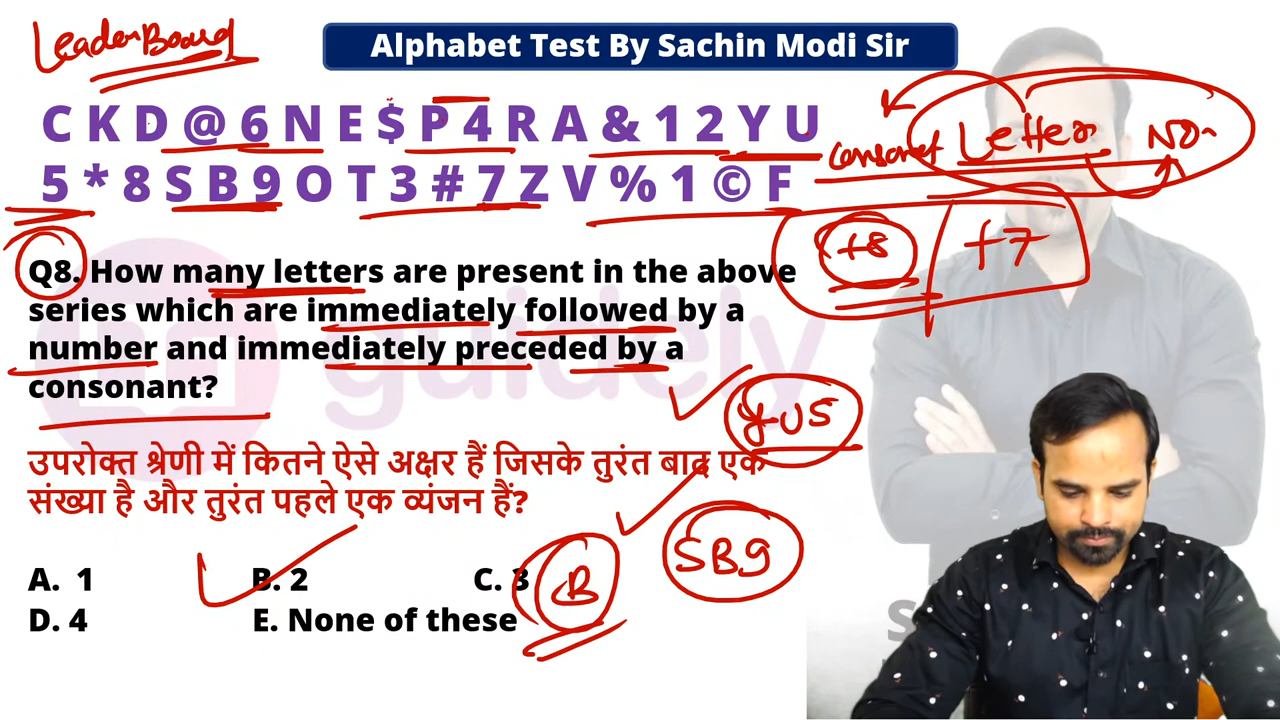 Leader Board
Alphabet Test By Sachin Modi Sir
C K D @ 6 N E $ P 4 R A & 1 2 Y U
5 * 8 S B 9 O T 3 # 7 Z V % 1 © F
consonet Letter No.
+8 +7
Q8. How many letters are present in the above
series which are immediately followed by a
number and immediately preceded by a
consonant?
YU5
उपरोक्त श्रेणी में कितने ऐसे अक्षर हैं जिसके तुरंत बाद एक
संख्या है और तुरंत पहले एक व्यंजन हैं?
SB9
A. 1 B. 2 C. 3 B
D. 4 E. None of these
guidely